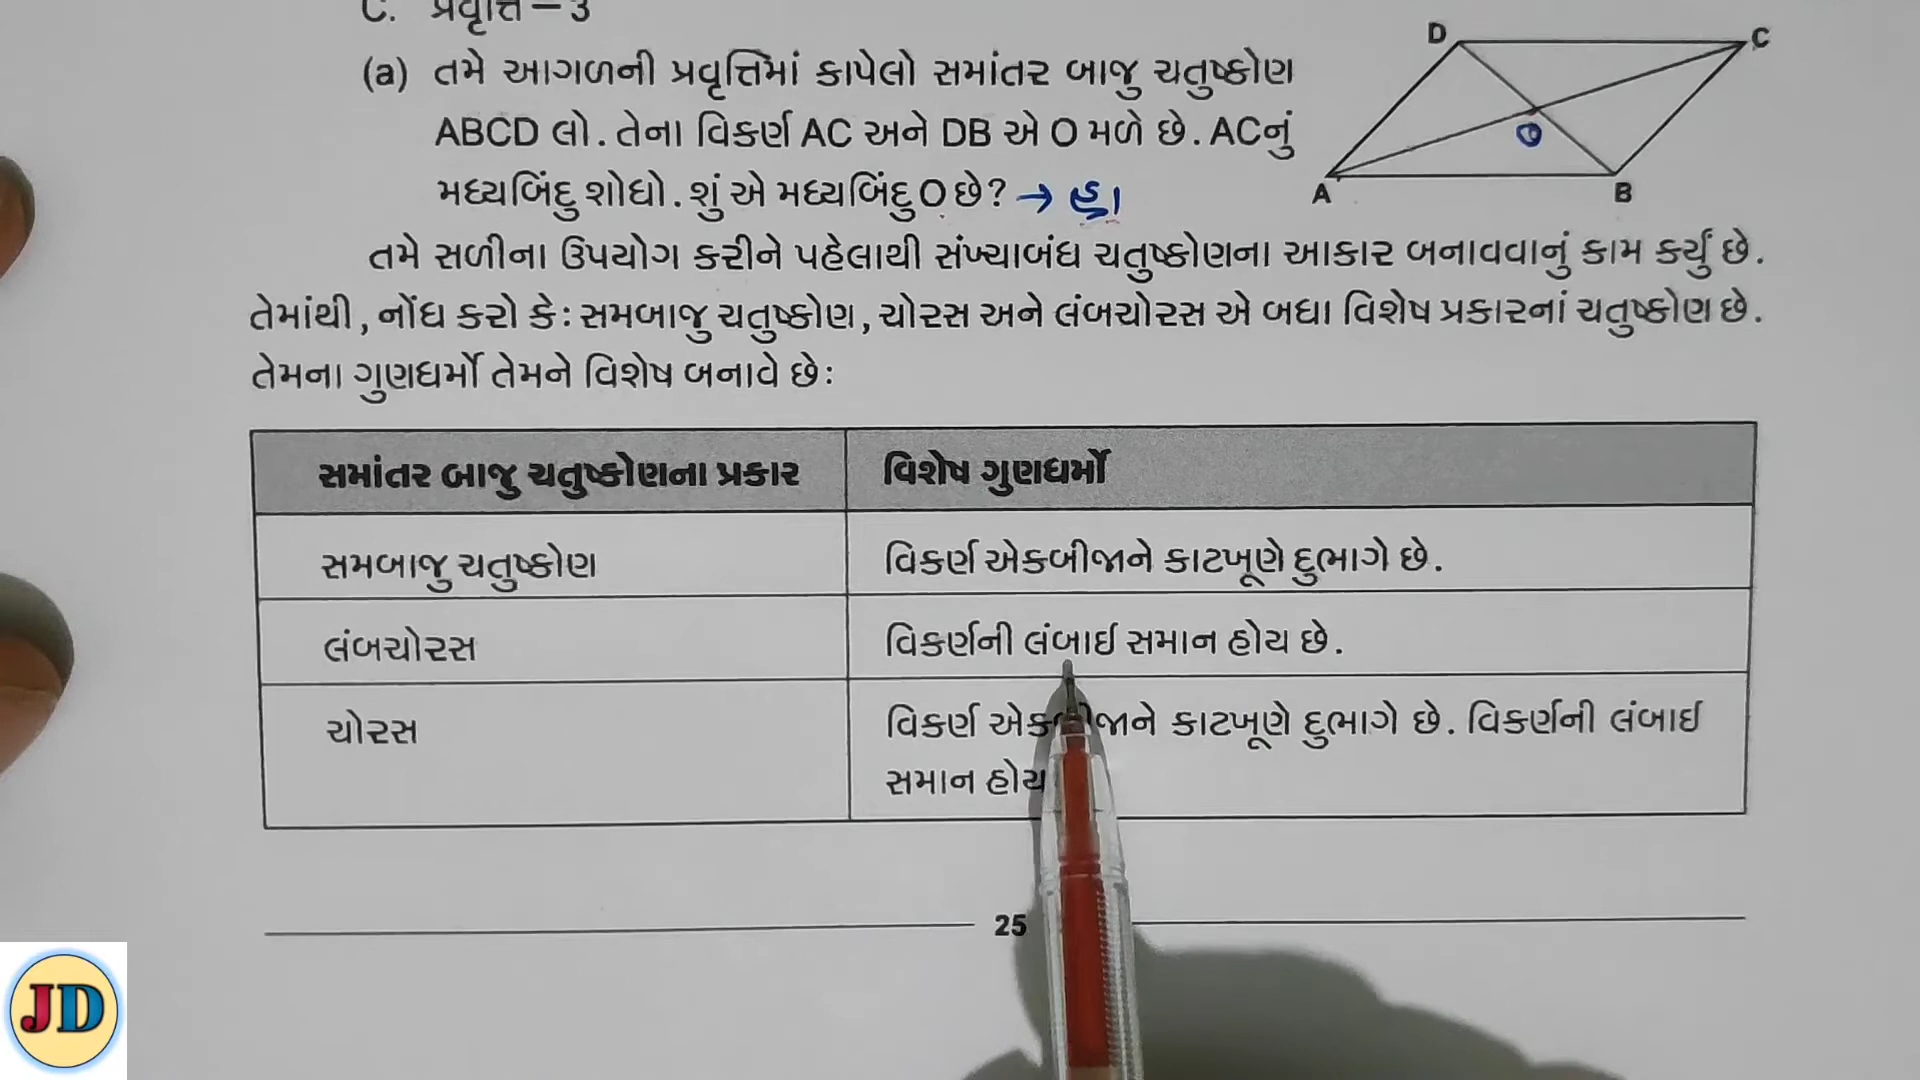 C. પ્રવૃત્તિ – 3
(a) તમે આગળની પ્રવૃત્તિમાં કાપેલો સમાંતર બાજુ ચતુષ્કોણ
ABCD લો. તેના વિકર્ણ AC અને DB એ O મળે છે. ACનું
મધ્યબિંદુ શોધો. શું એ મધ્યબિંદુ O છે? → હા
D
C
O
A
B
તમે સળીના ઉપયોગ કરીને પહેલાથી સંખ્યાબંધ ચતુષ્કોણના આકાર બનાવવાનું કામ કર્યું છે.
તેમાંથી, નોંધ કરો કે: સમબાજુ ચતુષ્કોણ, ચોરસ અને લંબચોરસ એ બધા વિશેષ પ્રકારનાં ચતુષ્કોણ છે.
તેમના ગુણધર્મો તેમને વિશેષ બનાવે છે:
સમાંતર બાજુ ચતુષ્કોણના પ્રકાર વિશેષ ગુણધર્મો
સમબાજુ ચતુષ્કોણ વિકર્ણ એકબીજાને કાટખૂણે દુભાગે છે.
લંબચોરસ વિકર્ણની લંબાઈ સમાન હોય છે.
ચોરસ વિકર્ણ એકબીજાને કાટખૂણે દુભાગે છે. વિકર્ણની લંબાઈ
સમાન હોય
25
JD